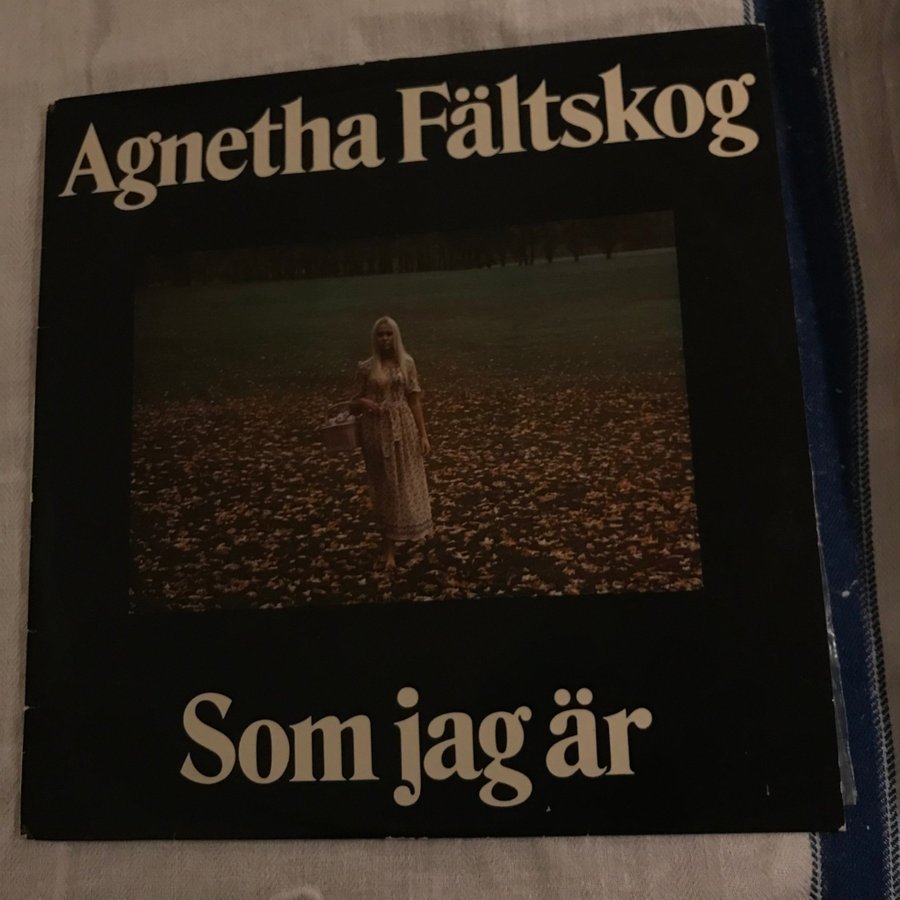 Agnetha Fältskog
Som jag är